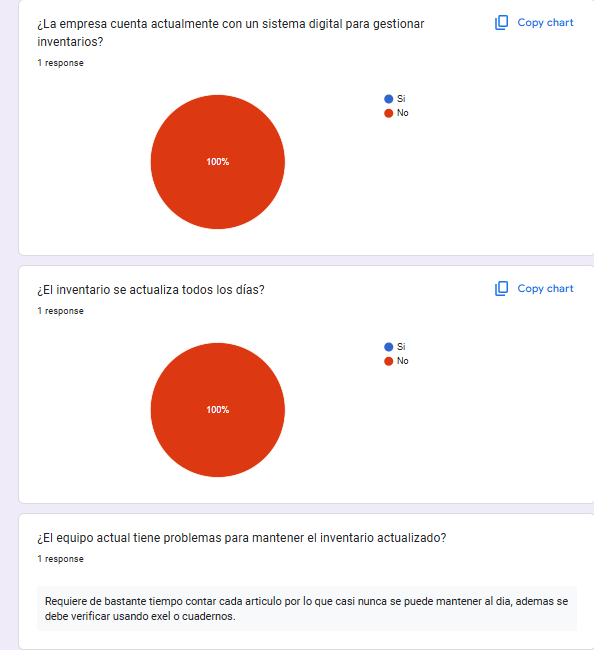 ¿La empresa cuenta actualmente con un sistema digital para gestionar
inventarios?
Copy chart
1 response
Si
No
100%
¿El inventario se actualiza todos los días?
Copy chart
1 response
Si
No
100%
¿El equipo actual tiene problemas para mantener el inventario actualizado?
1 response
Requiere de bastante tiempo contar cada articulo por lo que casi nunca se puede mantener al dia, ademas se
debe verificar usando exel o cuadernos.